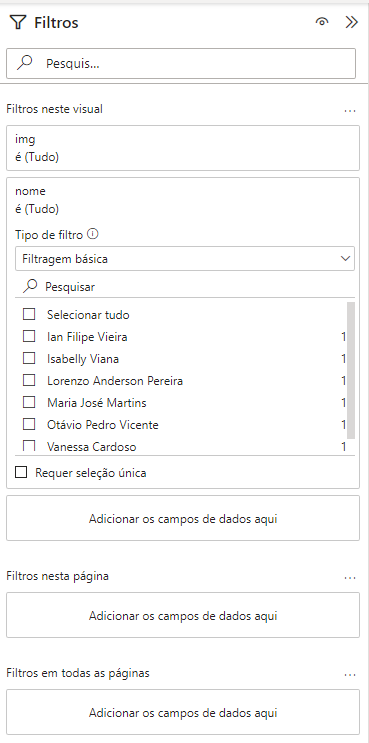 Filtros
Pesquis...
Filtros neste visual ...
img
é (Tudo)
nome
é (Tudo)
Tipo de filtro
Filtragem básica
Pesquisar
Selecionar tudo
Ian Filipe Vieira 1
Isabelly Viana 1
Lorenzo Anderson Pereira 1
Maria José Martins 1
Otávio Pedro Vicente 1
Vanessa Cardoso 1
Requer seleção única
Adicionar os campos de dados aqui
Filtros nesta página ...
Adicionar os campos de dados aqui
Filtros em todas as páginas ...
Adicionar os campos de dados aqui